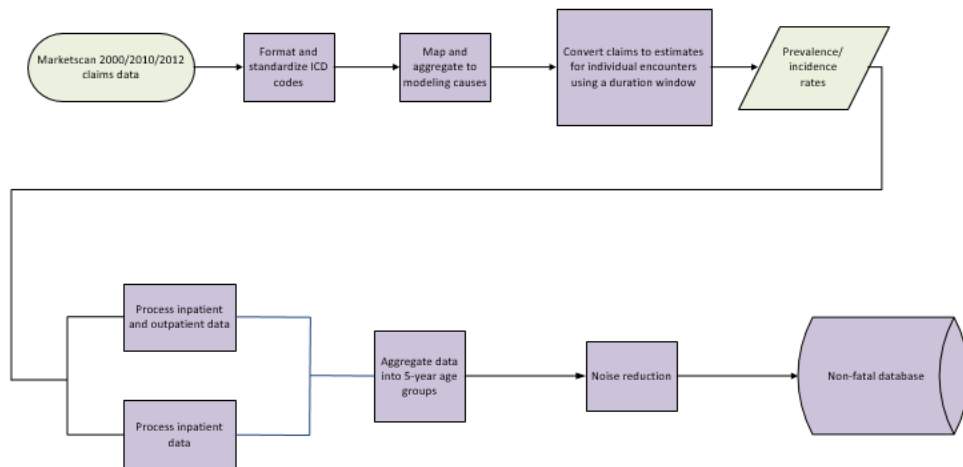 Marketscan 2000/2010/2012
claims data
Format and
standardize ICD
codes
Map and
aggregate to
modeling causes
Convert claims to estimates
for individual encounters
using a duration window
Prevalence/
incidence
rates
Process inpatient
and outpatient data
Process inpatient
data
Aggregate data
into 5-year age
groups
Noise reduction
Non-fatal database